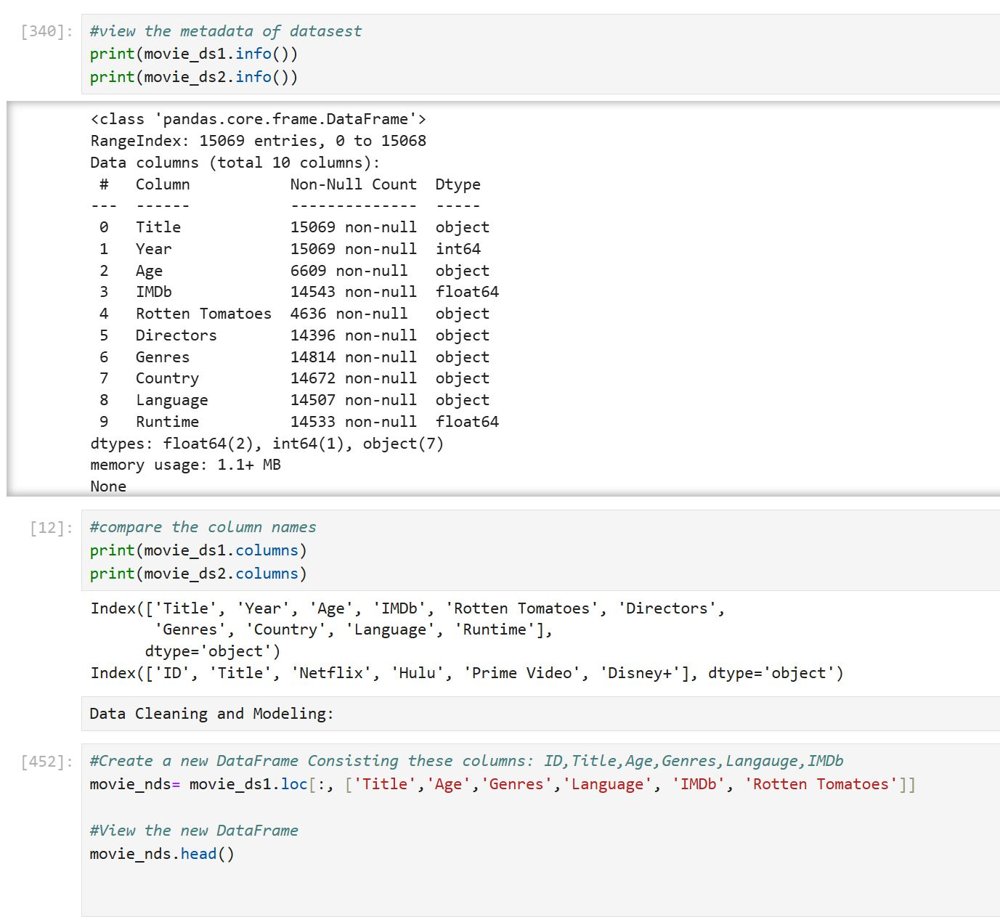 [340]: #view the metadata of datasest
print(movie_ds1.info())
print(movie_ds2.info())
<class 'pandas.core.frame.DataFrame'>
RangeIndex: 15069 entries, 0 to 15068
Data columns (total 10 columns):
 #   Column           Non-Null Count  Dtype
---  ------           --------------  -----
 0   Title            15069 non-null  object
 1   Year             15069 non-null  int64
 2   Age              6609 non-null   object
 3   IMDb             14543 non-null  float64
 4   Rotten Tomatoes  4636 non-null   object
 5   Directors        14396 non-null  object
 6   Genres           14814 non-null  object
 7   Country          14672 non-null  object
 8   Language         14507 non-null  object
 9   Runtime          14533 non-null  float64
dtypes: float64(2), int64(1), object(7)
memory usage: 1.1+ MB
None
[12]: #compare the column names
print(movie_ds1.columns)
print(movie_ds2.columns)
Index(['Title', 'Year', 'Age', 'IMDb', 'Rotten Tomatoes', 'Directors',
       'Genres', 'Country', 'Language', 'Runtime'],
      dtype='object')
Index(['ID', 'Title', 'Netflix', 'Hulu', 'Prime Video', 'Disney+'], dtype='object')
Data Cleaning and Modeling:
[452]: #Create a new DataFrame Consisting these columns: ID,Title,Age,Genres,Langauge,IMDb
movie_nds= movie_ds1.loc[:, ['Title','Age','Genres','Language', 'IMDb', 'Rotten Tomatoes']]
#View the new DataFrame
movie_nds.head()